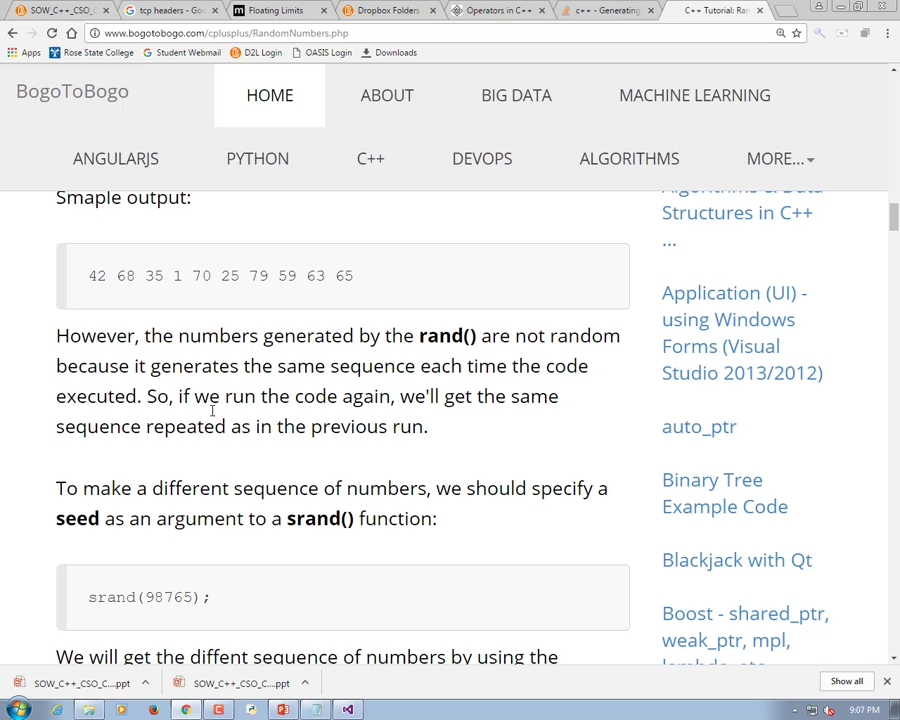 SOW_C++_CSO_C
tcp headers - Goo
Floating Limits
Dropbox Folders
Operators in C++
c++ - Generating
C++ Tutorial: Ran
www.bogotobogo.com/cplusplus/RandomNumbers.php
Apps Rose State College Student Webmail D2L Login OASIS Login Downloads
BogoToBogo
HOME ABOUT BIG DATA MACHINE LEARNING
ANGULARJS PYTHON C++ DEVOPS ALGORITHMS MORE...
Smaple output:
42 68 35 1 70 25 79 59 63 65
However, the numbers generated by the rand() are not random
because it generates the same sequence each time the code
executed. So, if we run the code again, we'll get the same
sequence repeated as in the previous run.
To make a different sequence of numbers, we should specify a
seed as an argument to a srand() function:
srand(98765);
We will get the diffent sequence of numbers by using the
Algorithms & Data
Structures in C++
...
Application (UI) -
using Windows
Forms (Visual
Studio 2013/2012)
auto_ptr
Binary Tree
Example Code
Blackjack with Qt
Boost - shared_ptr,
weak_ptr, mpl,
SOW_C++_CSO_C....ppt
SOW_C++_CSO_C....ppt
Show all
9:07 PM